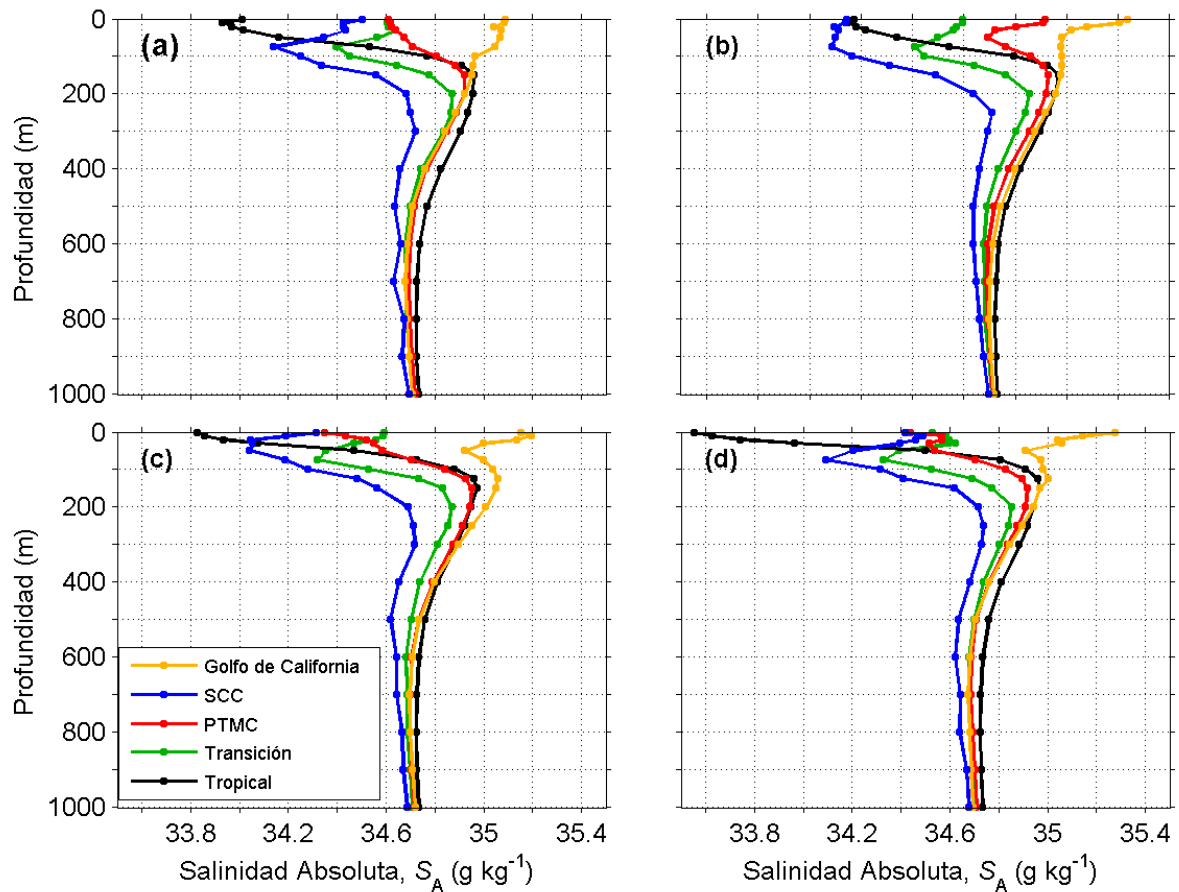 (a)
(b)
0
200
400
600
800
1000
Profundidad (m)
0
200
400
600
800
1000
(c)
(d)
0
200
400
600
800
1000
Profundidad (m)
0
200
400
600
800
1000
Golfo de California
SCC
PTMC
Transición
Tropical
33.8
34.2
34.6
35
35.4
33.8
34.2
34.6
35
35.4
Salinidad Absoluta, S_A (g kg⁻¹)
Salinidad Absoluta, S_A (g kg⁻¹)